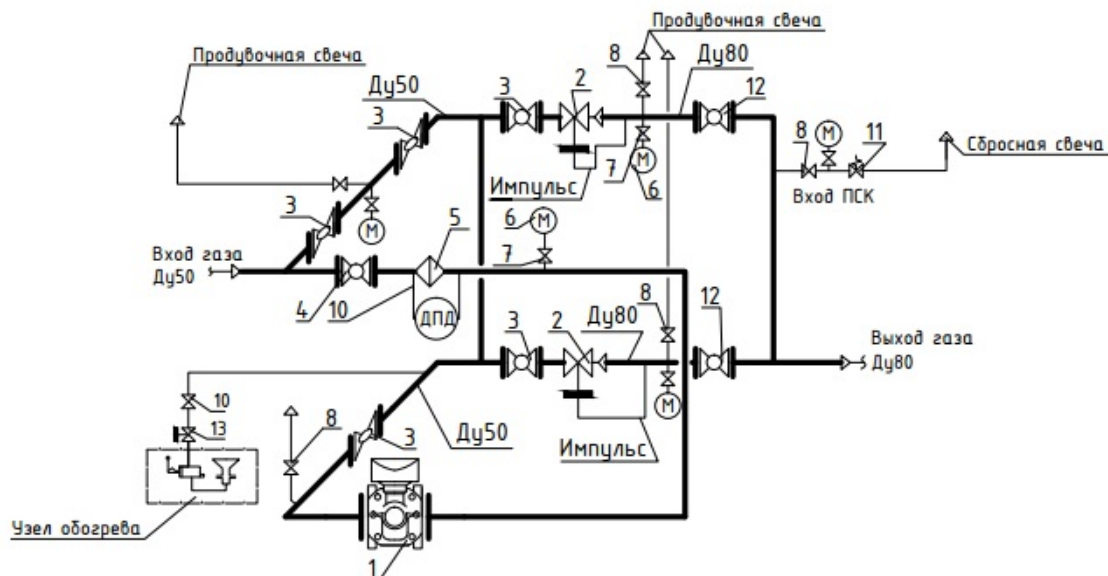 Продувочная свеча
Продувочная свеча
8
Ду80
Ду50
3
2
12
3
М
8
11
Сбросная свеча
7
6
Вход ПСК
Импульс
3
М
6
М
5
7
Вход газа
Ду50
4
10
ДПД
8
12
3
2
Ду80
Выход газа
Ду80
М
10
13
8
3
Ду50
Импульс
Узел обогрева
1
М